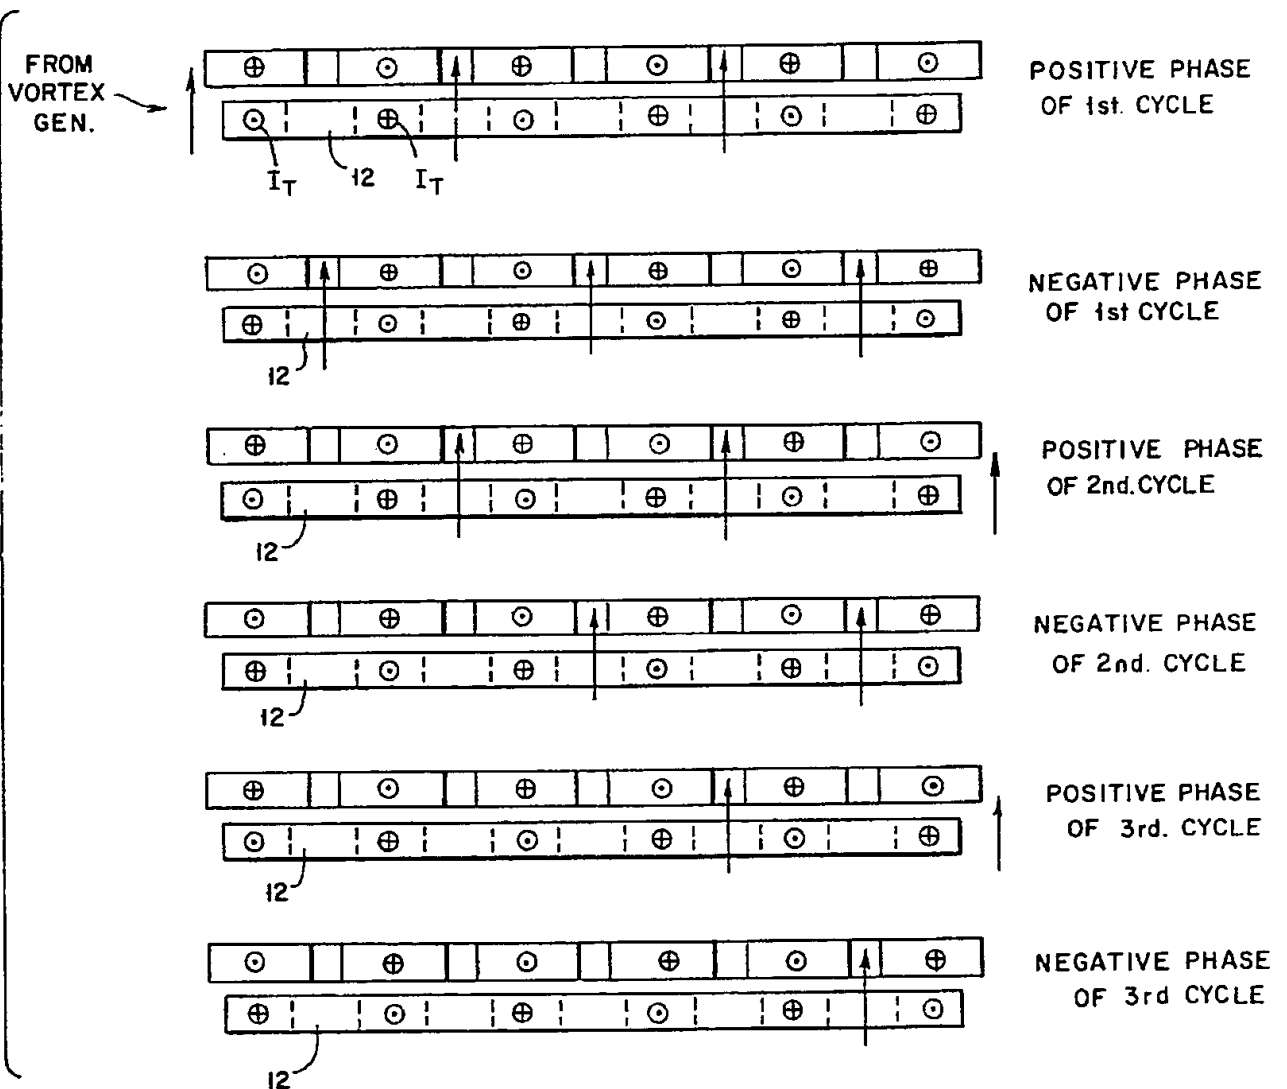 FROM
VORTEX
GEN.
POSITIVE PHASE
OF 1st. CYCLE
I_T
12
I_T
NEGATIVE PHASE
OF 1st CYCLE
12
POSITIVE PHASE
OF 2nd. CYCLE
12
NEGATIVE PHASE
OF 2nd. CYCLE
12
POSITIVE PHASE
OF 3rd. CYCLE
12
NEGATIVE PHASE
OF 3rd CYCLE
12